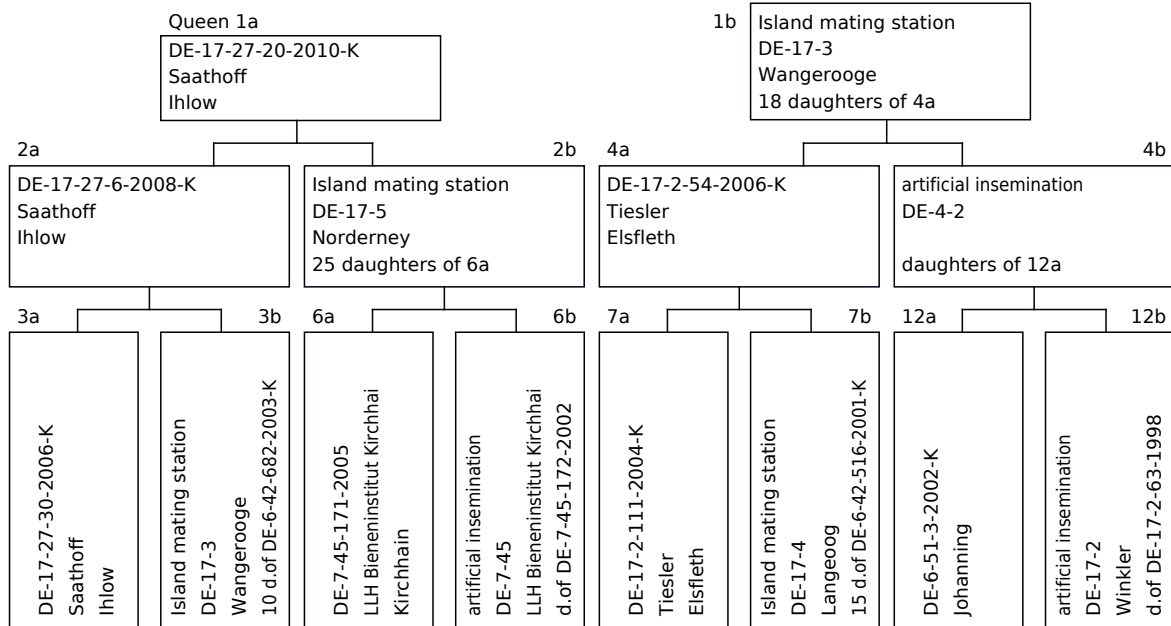 Queen 1a
DE-17-27-20-2010-K
Saathoff
Ihlow
1b
Island mating station
DE-17-3
Wangerooge
18 daughters of 4a
2a
DE-17-27-6-2008-K
Saathoff
Ihlow
2b
Island mating station
DE-17-5
Norderney
25 daughters of 6a
4a
DE-17-2-54-2006-K
Tiesler
Elsfleth
4b
artificial insemination
DE-4-2
daughters of 12a
3a
DE-17-27-30-2006-K
Saathoff
Ihlow
3b
Island mating station
DE-17-3
Wangerooge
10 d.of DE-6-42-682-2003-K
6a
DE-7-45-171-2005
LLH Bieneninstitut Kirchhai
Kirchhain
6b
artificial insemination
DE-7-45
LLH Bieneninstitut Kirchhai
d.of DE-7-45-172-2002
7a
DE-17-2-111-2004-K
Tiesler
Elsfleth
7b
Island mating station
DE-17-4
Langeoog
15 d.of DE-6-42-516-2001-K
12a
DE-6-51-3-2002-K
Johanning
12b
artificial insemination
DE-17-2
Winkler
d.of DE-17-2-63-1998